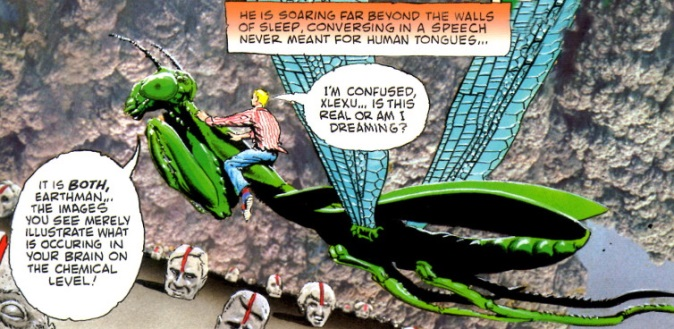 HE IS SOARING FAR BEYOND THE WALLS
OF SLEEP, CONVERSING IN A SPEECH
NEVER MEANT FOR HUMAN TONGUES...
I'M CONFUSED,
XLEXU... IS THIS
REAL OR AM I
DREAMING?
IT IS BOTH,
EARTHMAN...
THE IMAGES
YOU SEE MERELY
ILLUSTRATE WHAT
IS OCCURING IN
YOUR BRAIN ON
THE CHEMICAL
LEVEL!